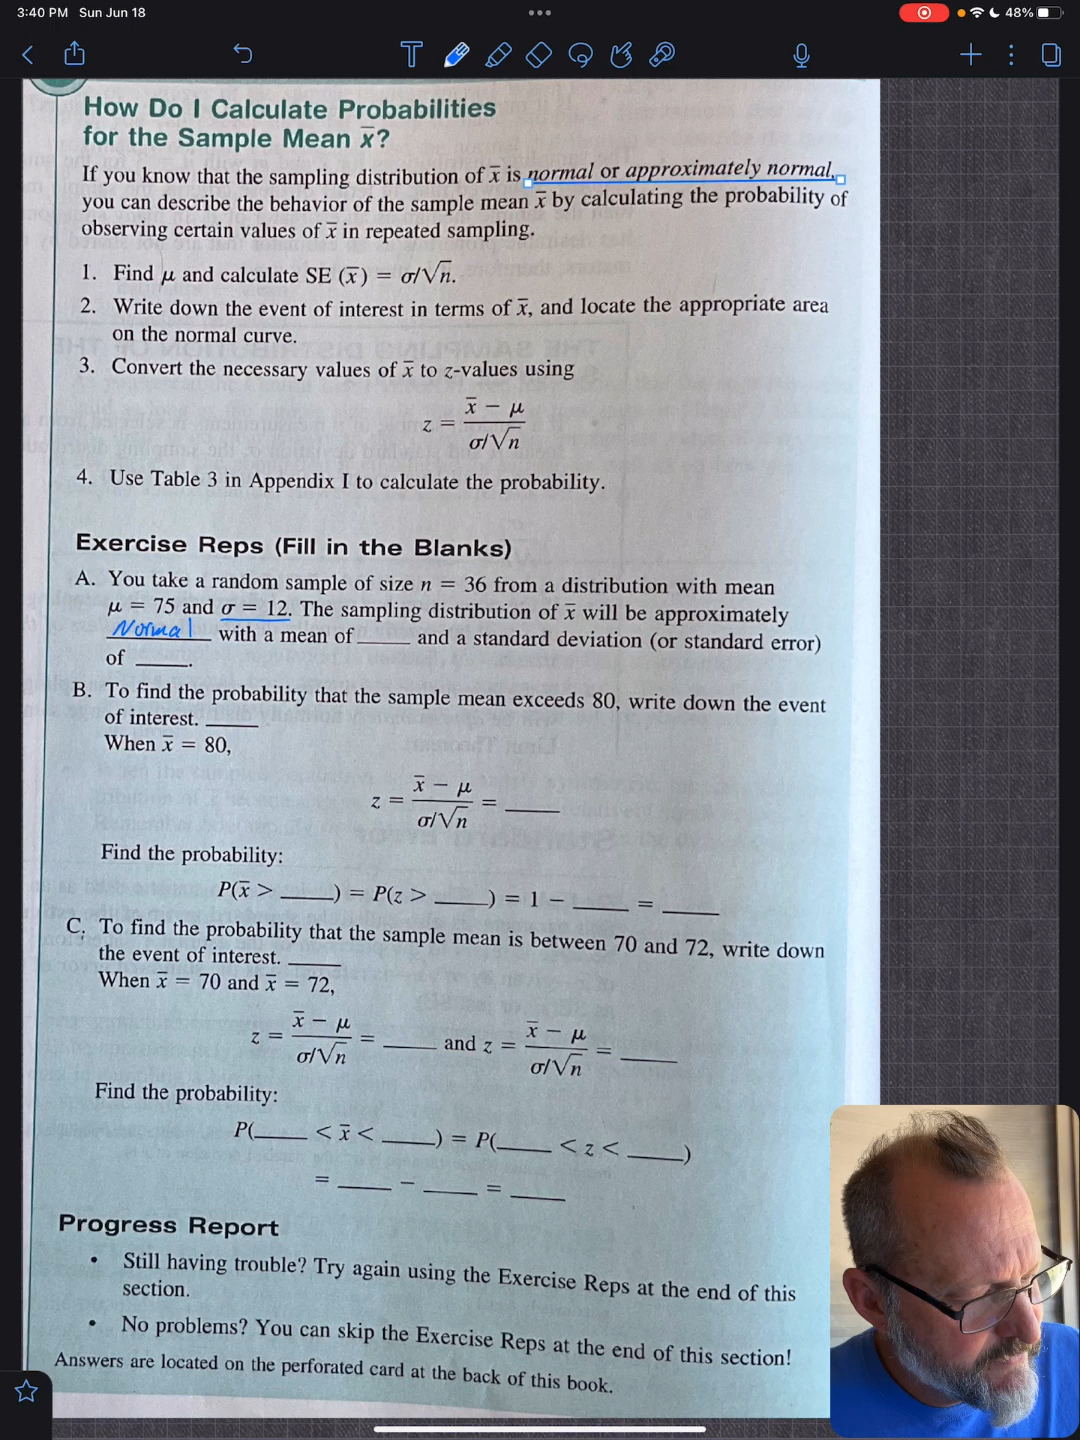 3:40 PM Sun Jun 18
48%
How Do I Calculate Probabilities
for the Sample Mean x̄?
If you know that the sampling distribution of x̄ is normal or approximately normal,
you can describe the behavior of the sample mean x̄ by calculating the probability of
observing certain values of x̄ in repeated sampling.
1. Find μ and calculate SE (x̄) = σ/√n.
2. Write down the event of interest in terms of x̄, and locate the appropriate area
on the normal curve.
3. Convert the necessary values of x̄ to z-values using
z = (x̄ − μ)/(σ/√n)
4. Use Table 3 in Appendix I to calculate the probability.
Exercise Reps (Fill in the Blanks)
A. You take a random sample of size n = 36 from a distribution with mean
μ = 75 and σ = 12. The sampling distribution of x̄ will be approximately
Normal with a mean of ____ and a standard deviation (or standard error)
of ____.
B. To find the probability that the sample mean exceeds 80, write down the event
of interest. ____
When x̄ = 80,
z = (x̄ − μ)/(σ/√n) = ____
Find the probability:
P(x̄ > ____) = P(z > ____) = 1 − ____ = ____
C. To find the probability that the sample mean is between 70 and 72, write down
the event of interest. ____
When x̄ = 70 and x̄ = 72,
z = (x̄ − μ)/(σ/√n) = ____ and z = (x̄ − μ)/(σ/√n) = ____
Find the probability:
P(____ < x̄ < ____) = P(____ < z < ____)
= ____ − ____ = ____
Progress Report
• Still having trouble? Try again using the Exercise Reps at the end of this
section.
• No problems? You can skip the Exercise Reps at the end of this section!
Answers are located on the perforated card at the back of this book.